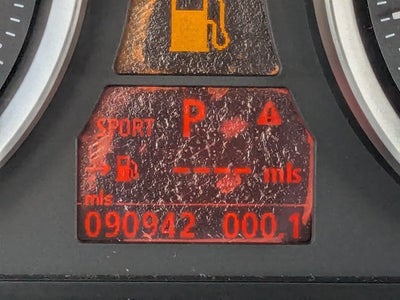 SPORT P
---- mls
mls
090942 000.1